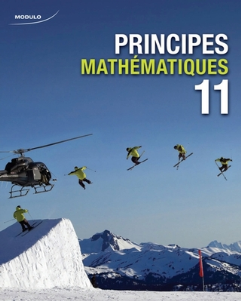 MODULO
PRINCIPES
MATHÉMATIQUES
11